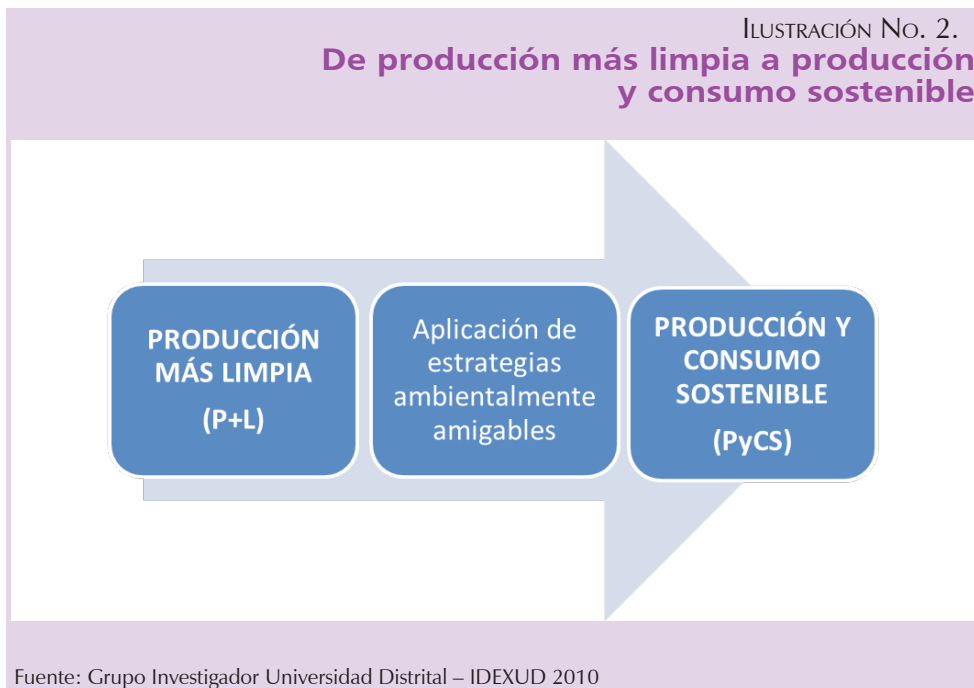 Ilustración No. 2.
De producción más limpia a producción
y consumo sostenible
PRODUCCIÓN
MÁS LIMPIA
(P+L)
Aplicación de
estrategias
ambientalmente
amigables
PRODUCCIÓN Y
CONSUMO
SOSTENIBLE
(PyCS)
Fuente: Grupo Investigador Universidad Distrital – IDEXUD 2010